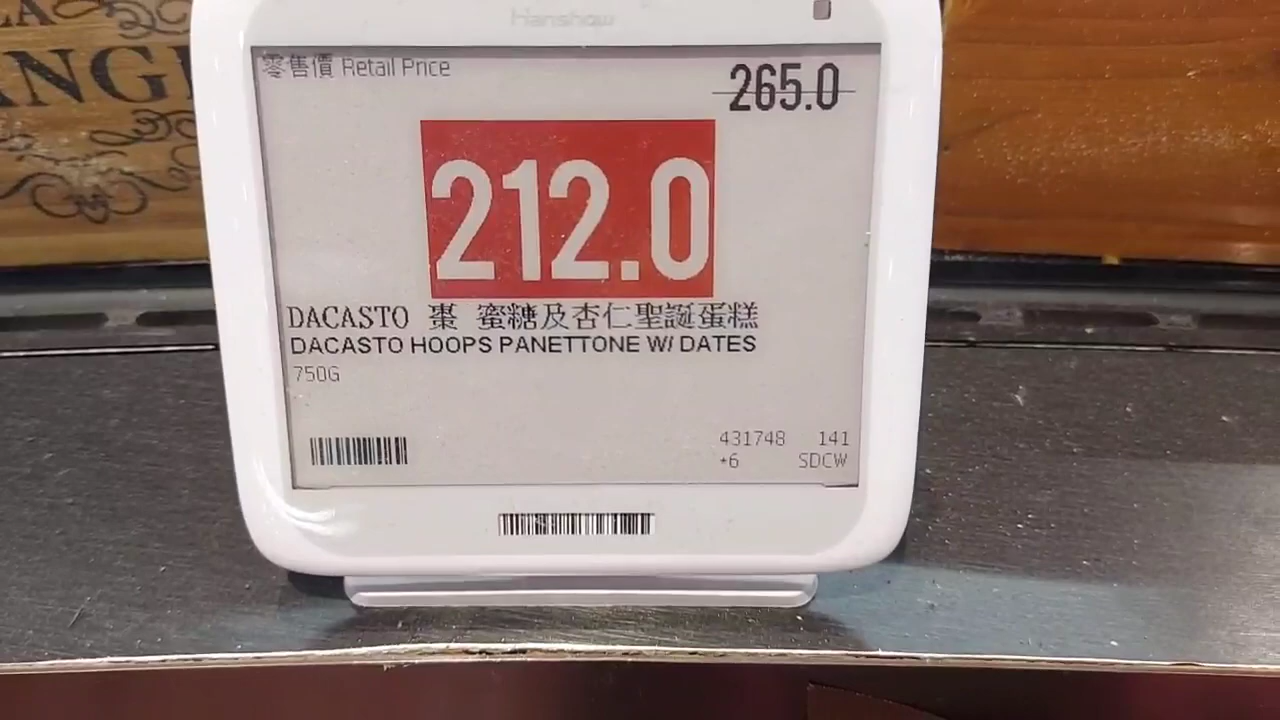 Hanshow
零售價 Retail Price
265.0
212.0
DACASTO 棗 蜜糖及杏仁聖誕蛋糕
DACASTO HOOPS PANETTONE W/ DATES
750G
431748 141
*6 SDCW